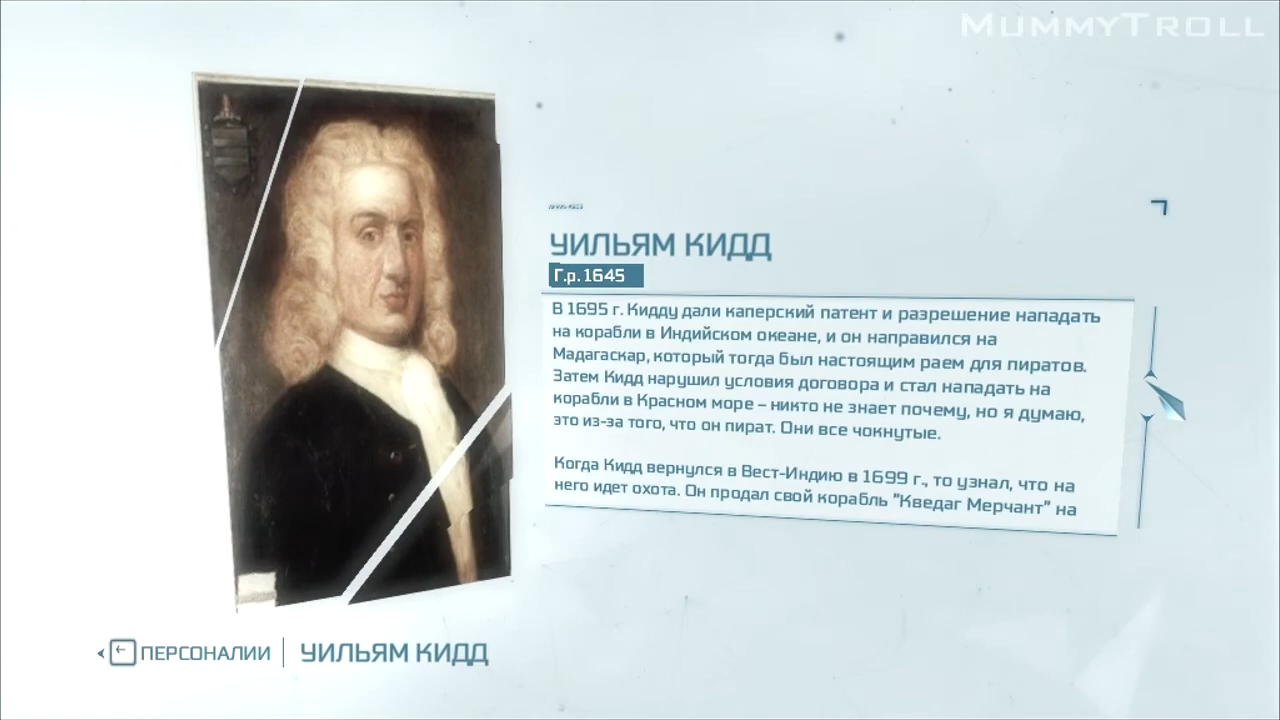 MUMMYTROLL
УИЛЬЯМ КИДД
Г.р. 1645
В 1695 г. Кидду дали каперский патент и разрешение нападать
на корабли в Индийском океане, и он направился на
Мадагаскар, который тогда был настоящим раем для пиратов.
Затем Кидд нарушил условия договора и стал нападать на
корабли в Красном море – никто не знает почему, но я думаю,
это из-за того, что он пират. Они все чокнутые.
Когда Кидд вернулся в Вест-Индию в 1699 г., то узнал, что на
него идет охота. Он продал свой корабль "Кведаг Мерчант" на
ПЕРСОНАЛИИ
УИЛЬЯМ КИДД